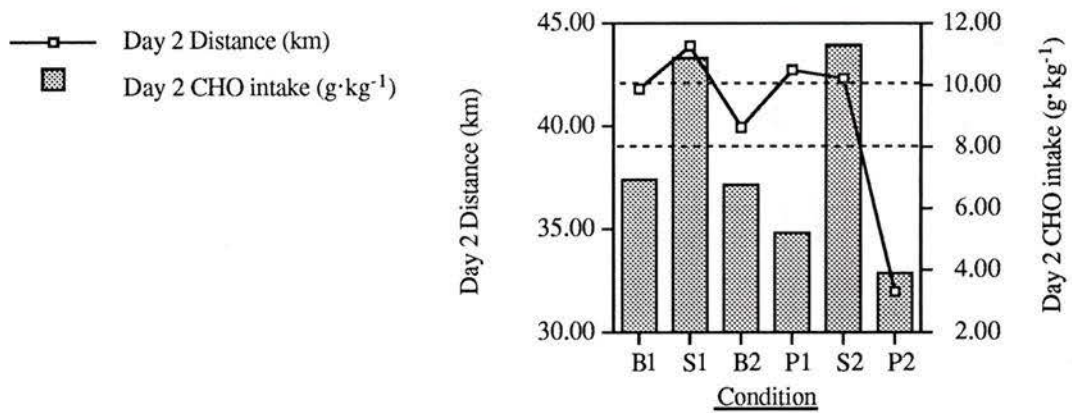 Day 2 Distance (km)
Day 2 CHO intake (g·kg⁻¹)
Day 2 Distance (km)
45.00
40.00
35.00
30.00
12.00
10.00
8.00
6.00
4.00
2.00
Day 2 CHO intake (g·kg⁻¹)
B1 S1 B2 P1 S2 P2
Condition